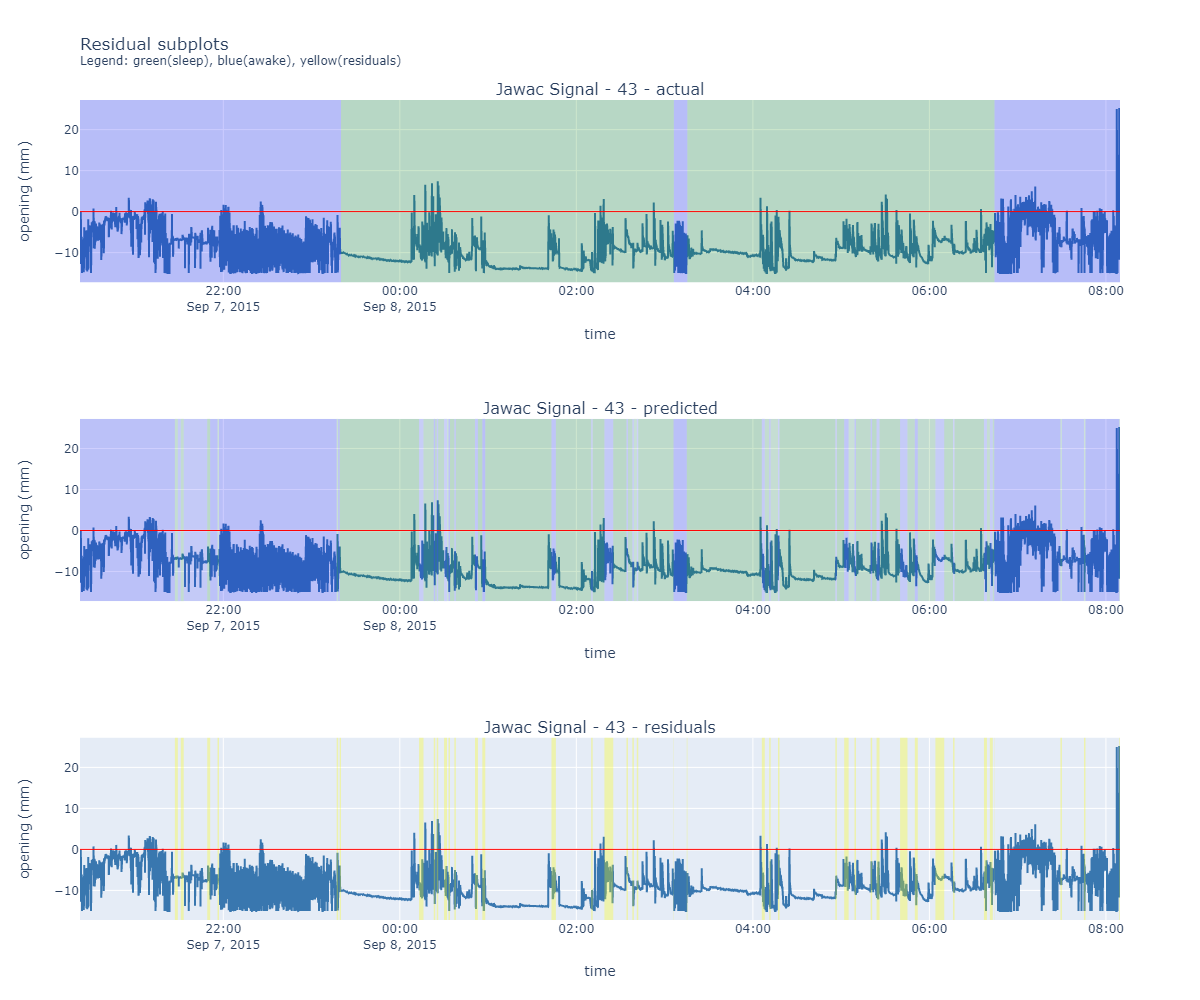 Residual subplots
Legend: green(sleep), blue(awake), yellow(residuals)
Jawac Signal - 43 - actual
opening (mm)
20
10
0
−10
22:00
00:00
02:00
04:00
06:00
08:00
Sep 7, 2015
Sep 8, 2015
time
Jawac Signal - 43 - predicted
opening (mm)
20
10
0
−10
22:00
00:00
02:00
04:00
06:00
08:00
Sep 7, 2015
Sep 8, 2015
time
Jawac Signal - 43 - residuals
opening (mm)
20
10
0
−10
22:00
00:00
02:00
04:00
06:00
08:00
Sep 7, 2015
Sep 8, 2015
time